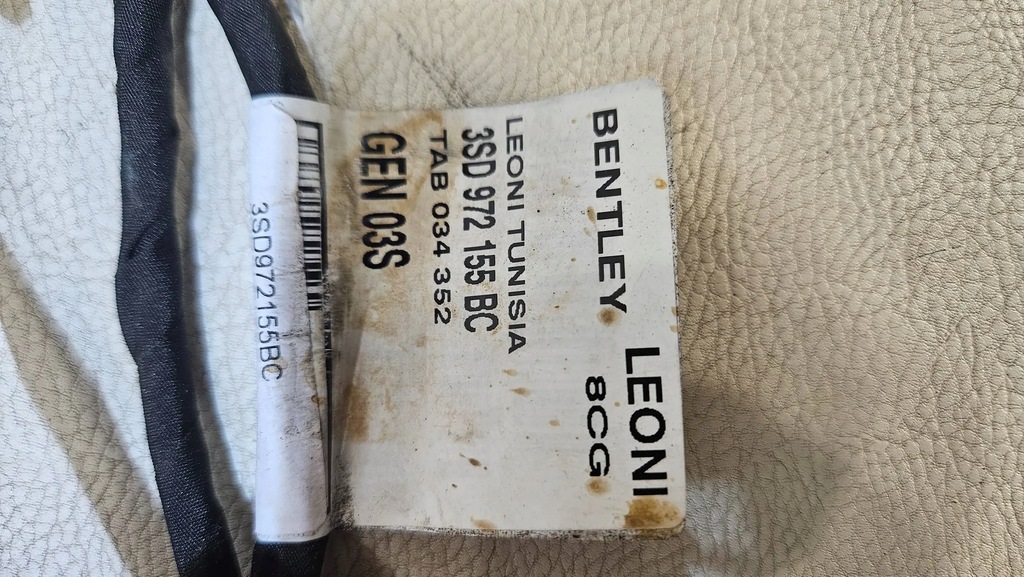 LEONI
BENTLEY 8CG
LEONI TUNISIA
3SD 972 155 BC
TAB 034 352
GEN 03S
3SD972155BC